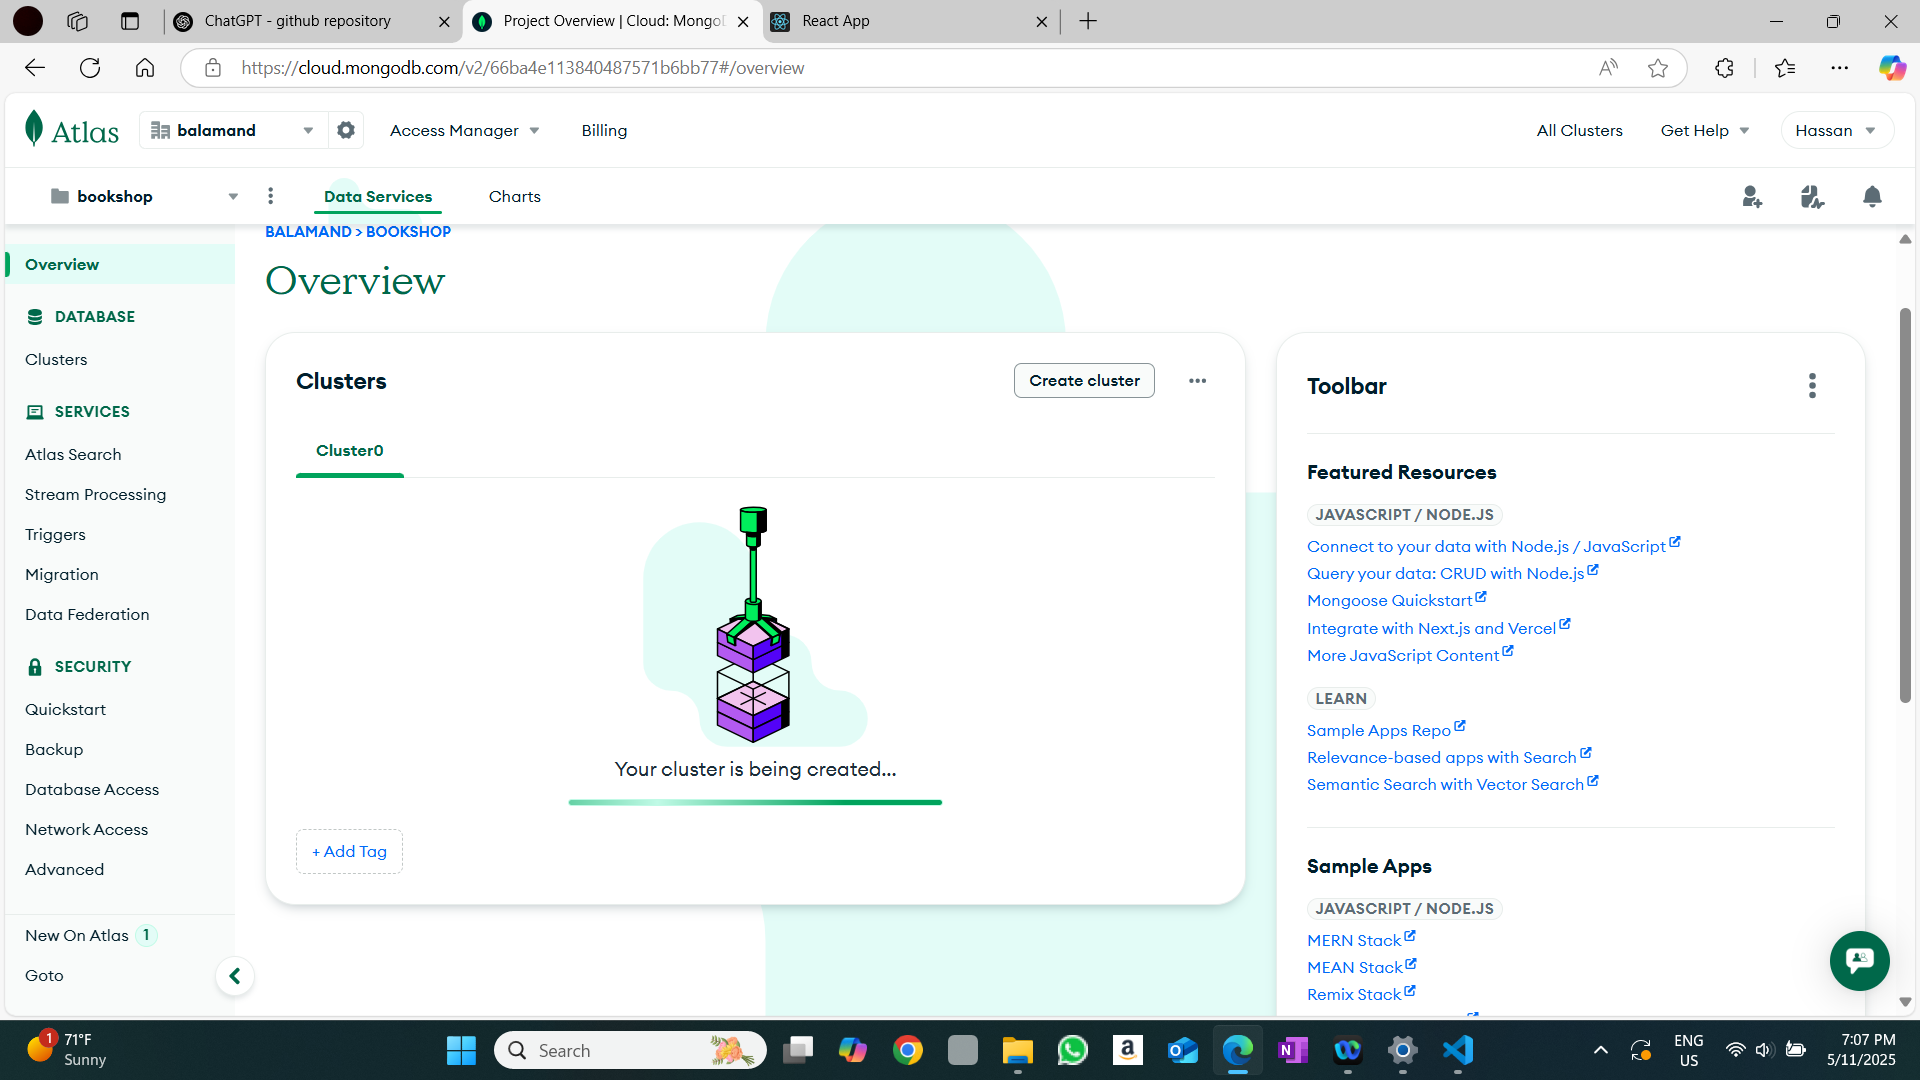 ChatGPT - github repository
Project Overview | Cloud: MongoD
React App
https://cloud.mongodb.com/v2/66ba4e113840487571b6bb77#/overview
Atlas
balamand
Access Manager
Billing
All Clusters
Get Help
Hassan
bookshop
Data Services
Charts
BALAMAND > BOOKSHOP
Overview
Overview
DATABASE
Clusters
SERVICES
Atlas Search
Stream Processing
Triggers
Migration
Data Federation
SECURITY
Quickstart
Backup
Database Access
Network Access
Advanced
New On Atlas 1
Goto
Clusters
Create cluster
Cluster0
Your cluster is being created...
+ Add Tag
Toolbar
Featured Resources
JAVASCRIPT / NODE.JS
Connect to your data with Node.js / JavaScript
Query your data: CRUD with Node.js
Mongoose Quickstart
Integrate with Next.js and Vercel
More JavaScript Content
LEARN
Sample Apps Repo
Relevance-based apps with Search
Semantic Search with Vector Search
Sample Apps
JAVASCRIPT / NODE.JS
MERN Stack
MEAN Stack
Remix Stack
1
71°F
Sunny
Search
ENG
US
7:07 PM
5/11/2025